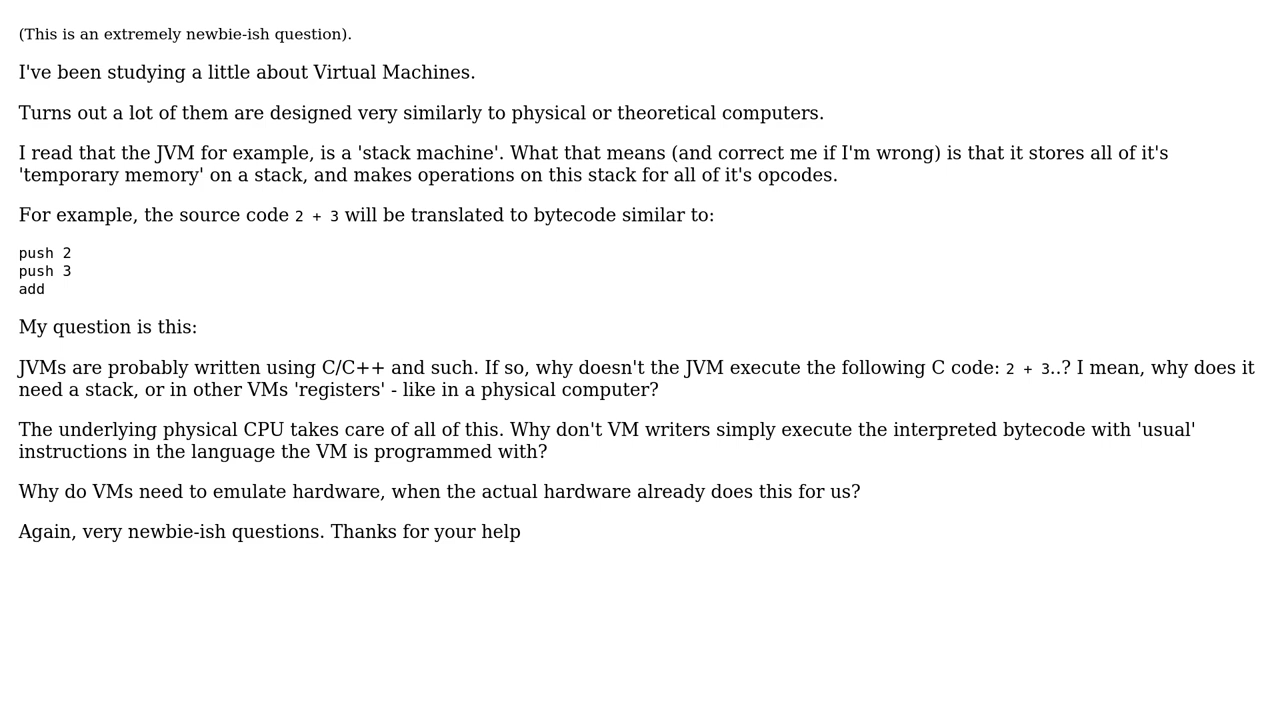 (This is an extremely newbie-ish question).
I've been studying a little about Virtual Machines.
Turns out a lot of them are designed very similarly to physical or theoretical computers.
I read that the JVM for example, is a 'stack machine'. What that means (and correct me if I'm wrong) is that it stores all of it's
'temporary memory' on a stack, and makes operations on this stack for all of it's opcodes.
For example, the source code 2 + 3 will be translated to bytecode similar to:
push 2
push 3
add
My question is this:
JVMs are probably written using C/C++ and such. If so, why doesn't the JVM execute the following C code: 2 + 3..? I mean, why does it
need a stack, or in other VMs 'registers' - like in a physical computer?
The underlying physical CPU takes care of all of this. Why don't VM writers simply execute the interpreted bytecode with 'usual'
instructions in the language the VM is programmed with?
Why do VMs need to emulate hardware, when the actual hardware already does this for us?
Again, very newbie-ish questions. Thanks for your help